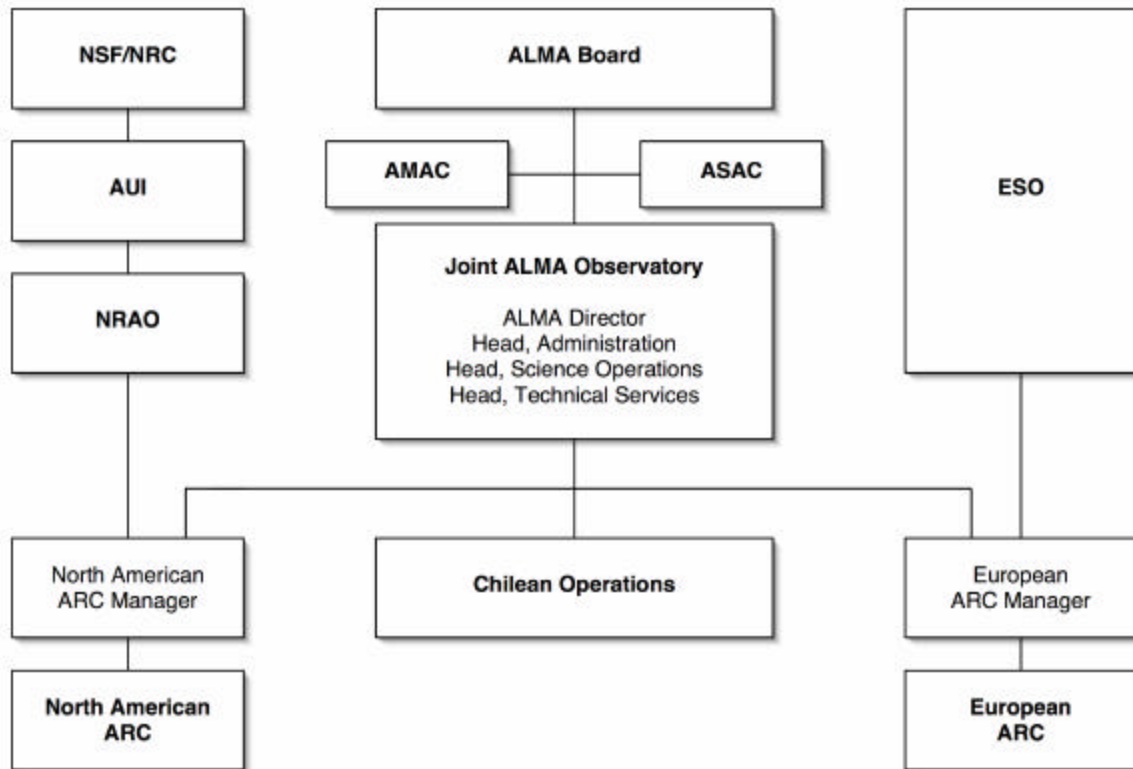 NSF/NRC
ALMA Board
AMAC
ASAC
AUI
ESO
NRAO
Joint ALMA Observatory
ALMA Director
Head, Administration
Head, Science Operations
Head, Technical Services
North American
ARC Manager
Chilean Operations
European
ARC Manager
North American
ARC
European
ARC